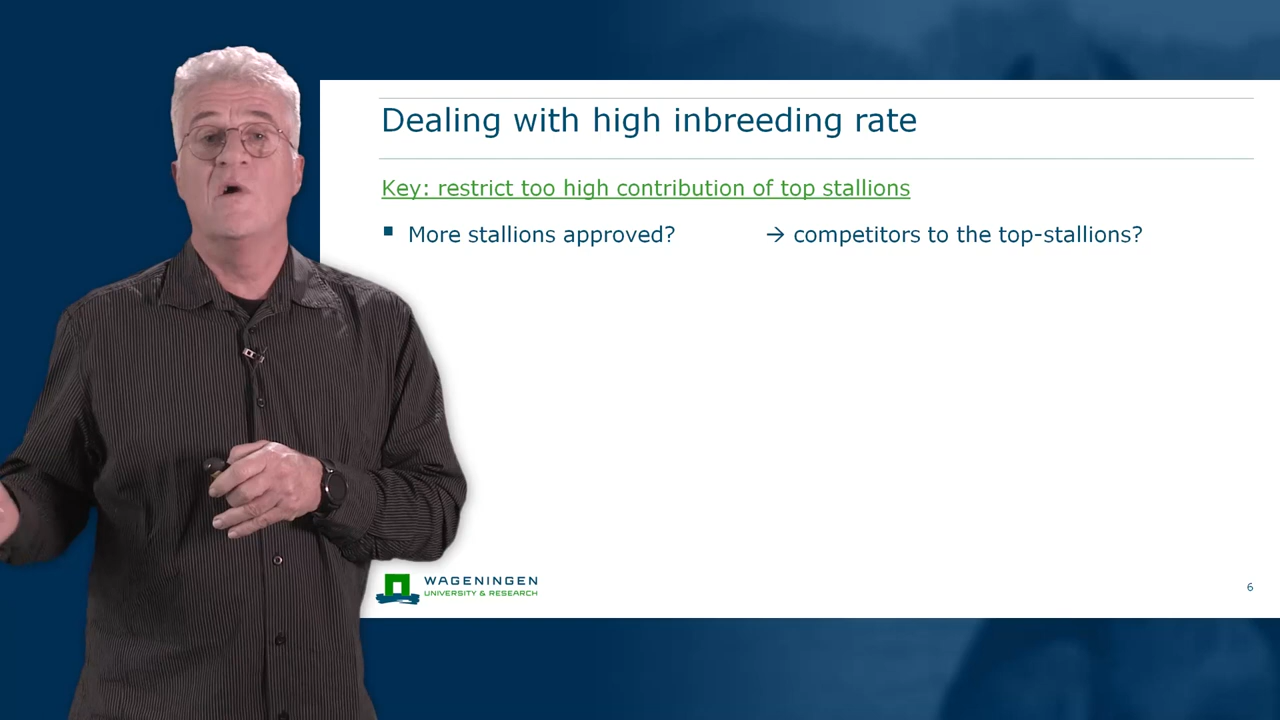 Dealing with high inbreeding rate
Key: restrict too high contribution of top stallions
▪ More stallions approved? → competitors to the top-stallions?
WAGENINGEN
UNIVERSITY & RESEARCH
6